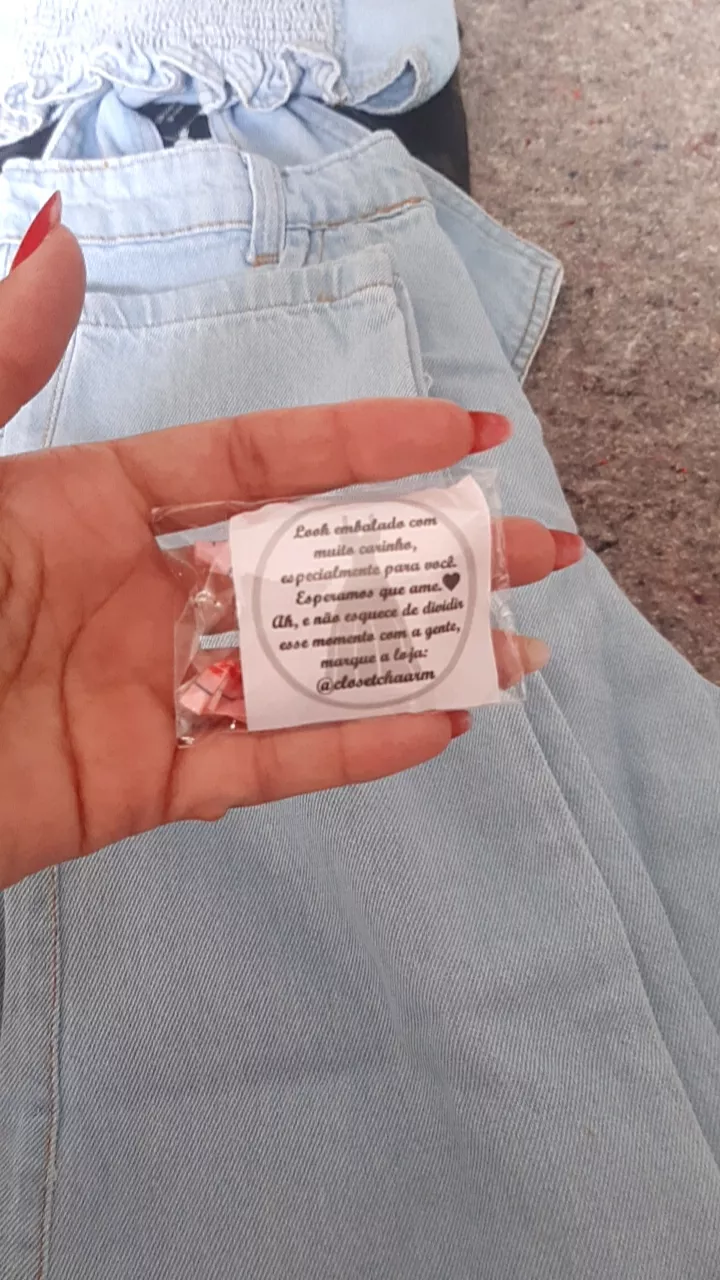 Look embalado com
muito carinho,
especialmente para você.
Esperamos que ame.🖤
Ah, e não esquece de dividir
esse momento com a gente,
marque a loja:
@closetchaarm